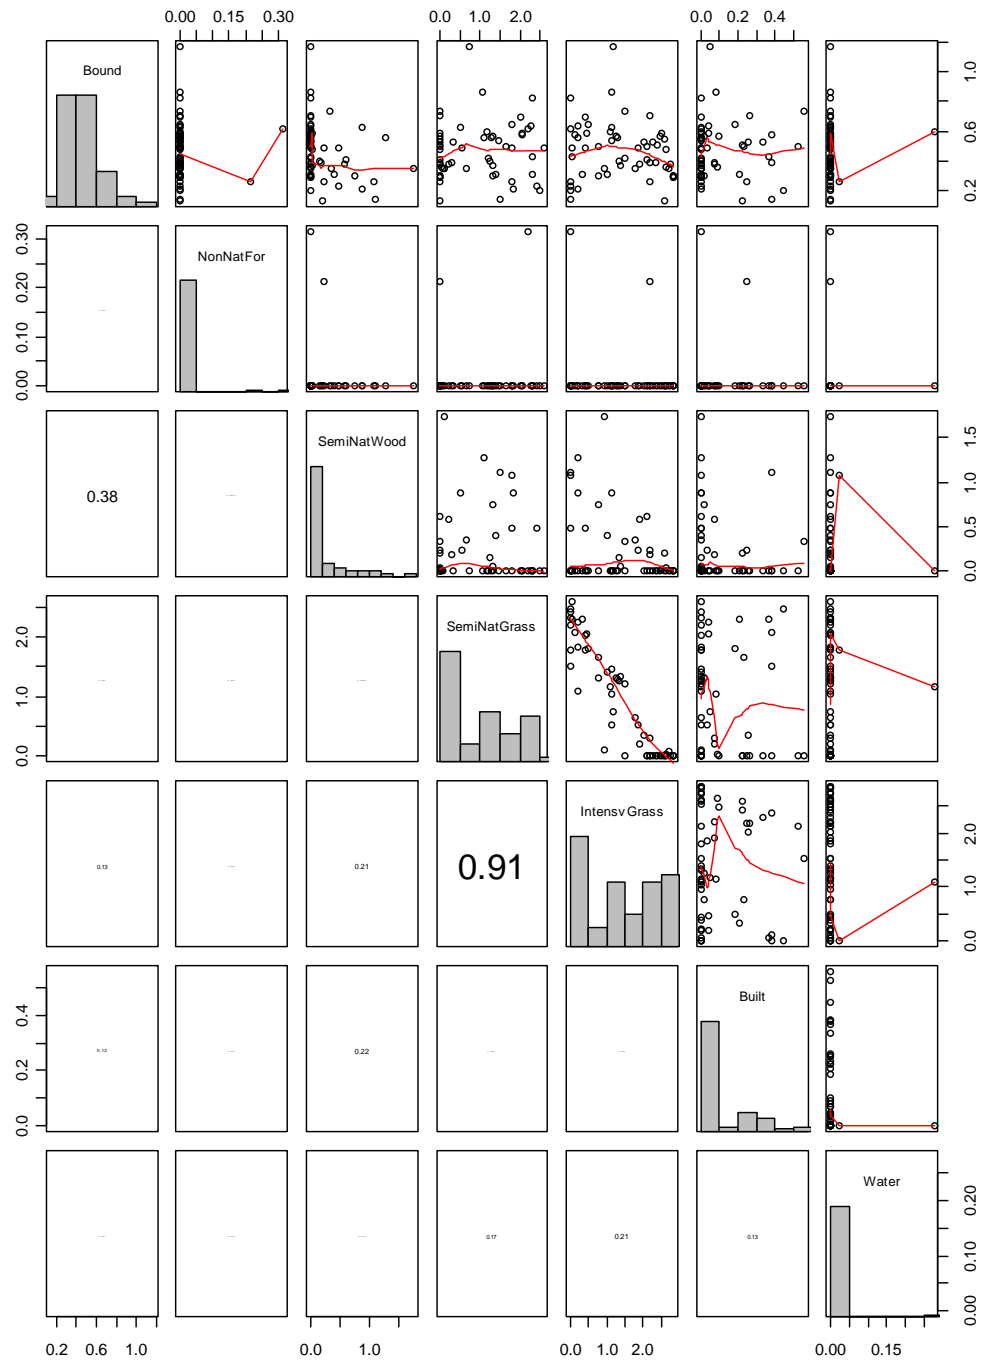 0.00 0.15 0.30 0.0 1.0 2.0 0.0 0.2 0.4
Bound
0.2 0.6 1.0
0.00 0.10 0.20 0.30
NonNatFor
0.38
SemiNatWood
0.0 0.5 1.0 1.5
0.0 1.0 2.0
SemiNatGrass
0.13 0.21 0.91
Intensv Grass
0.0 1.0 2.0
0.0 0.2 0.4
0.12 0.22
Built
0.17 0.21 0.13
Water
0.00 0.10 0.20
0.2 0.6 1.0 0.0 1.0 0.0 1.0 2.0 0.00 0.15